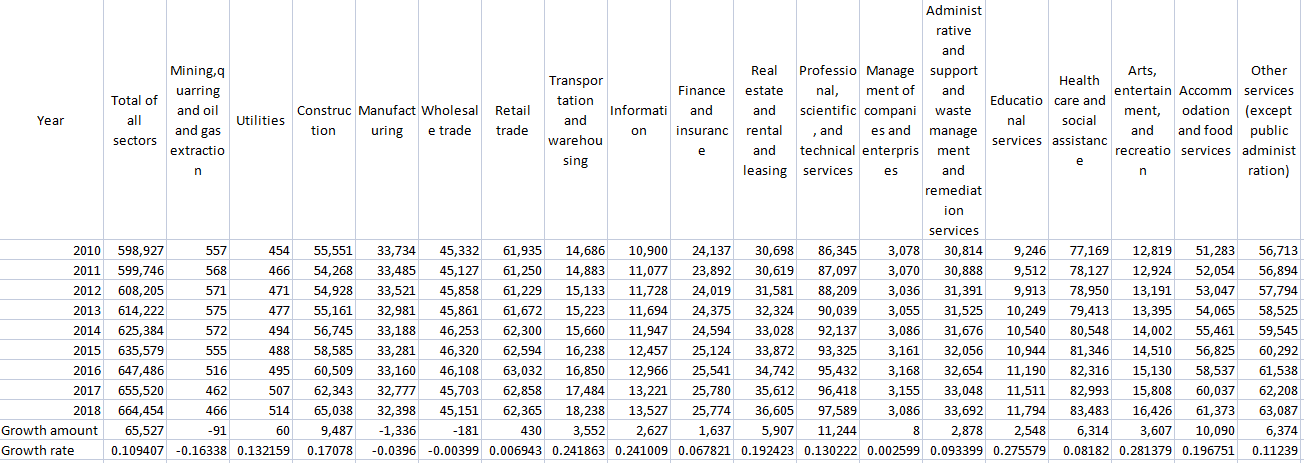 Year Total of all sectors Mining,quarring and oil and gas extraction Utilities Construction Manufacturing Wholesale trade Retail trade Transportation and warehousing Information Finance and insurance Real estate and rental and leasing Professional, scientific, and technical services Management of companies and enterprises Administrative and support and waste management and remediation services Educational services Health care and social assistance Arts, entertainment, and recreation Accommodation and food services Other services (except public administration)
2010 598,927 557 454 55,551 33,734 45,332 61,935 14,686 10,900 24,137 30,698 86,345 3,078 30,814 9,246 77,169 12,819 51,283 56,713
2011 599,746 568 466 54,268 33,485 45,127 61,250 14,883 11,077 23,892 30,619 87,097 3,070 30,888 9,512 78,127 12,924 52,054 56,894
2012 608,205 571 471 54,928 33,521 45,858 61,229 15,133 11,728 24,019 31,581 88,209 3,036 31,391 9,913 78,950 13,191 53,047 57,794
2013 614,222 575 477 55,161 32,981 45,861 61,672 15,223 11,694 24,375 32,324 90,039 3,055 31,525 10,249 79,413 13,395 54,065 58,525
2014 625,384 572 494 56,745 33,188 46,253 62,300 15,660 11,947 24,594 33,028 92,137 3,086 31,676 10,540 80,548 14,002 55,461 59,545
2015 635,579 555 488 58,585 33,281 46,320 62,594 16,238 12,457 25,124 33,872 93,325 3,161 32,056 10,944 81,346 14,510 56,825 60,292
2016 647,486 516 495 60,509 33,160 46,108 63,032 16,850 12,966 25,541 34,742 95,432 3,168 32,654 11,190 82,316 15,130 58,537 61,538
2017 655,520 462 507 62,343 32,777 45,703 62,858 17,484 13,221 25,780 35,612 96,418 3,155 33,048 11,511 82,993 15,808 60,037 62,208
2018 664,454 466 514 65,038 32,398 45,151 62,365 18,238 13,527 25,774 36,605 97,589 3,086 33,692 11,794 83,483 16,426 61,373 63,087
Growth amount 65,527 -91 60 9,487 -1,336 -181 430 3,552 2,627 1,637 5,907 11,244 8 2,878 2,548 6,314 3,607 10,090 6,374
Growth rate 0.109407 -0.16338 0.132159 0.17078 -0.0396 -0.00399 0.006943 0.241863 0.241009 0.067821 0.192423 0.130222 0.002599 0.093399 0.275579 0.08182 0.281379 0.196751 0.11239